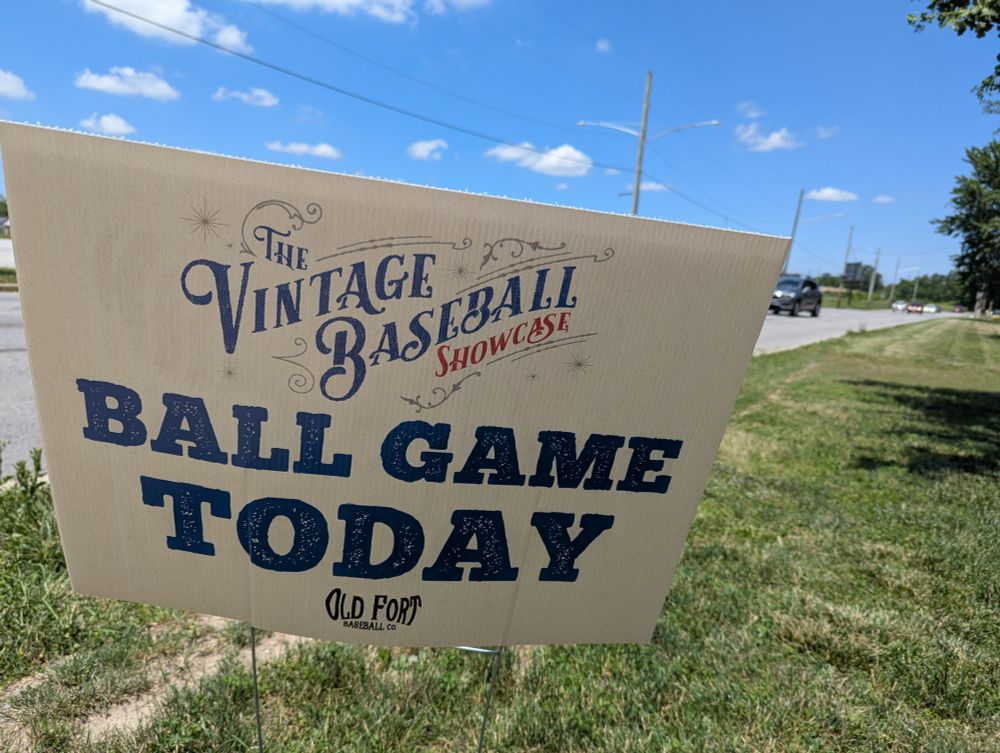 THE
VINTAGE
BASEBALL
SHOWCASE
BALL GAME
TODAY
OLD FORT
BASEBALL CO.